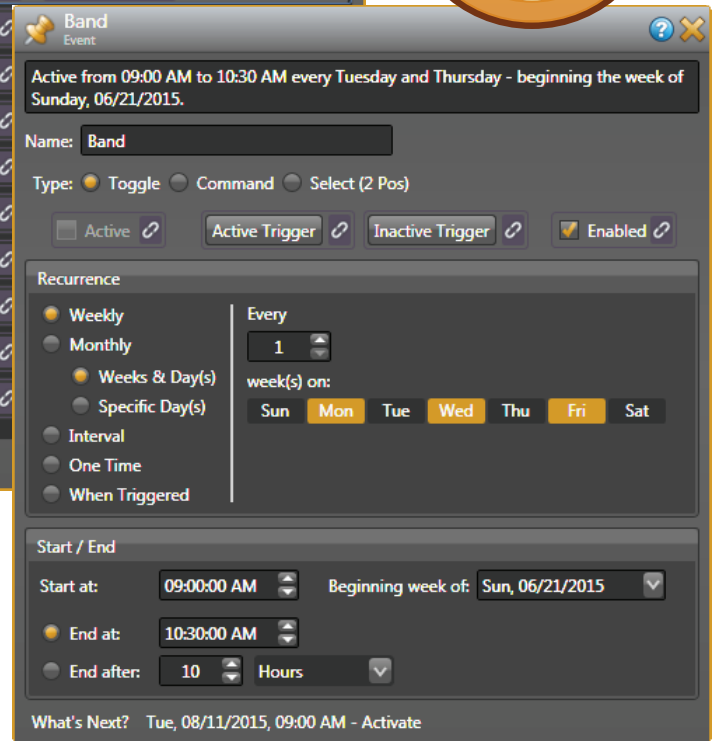 Band
Event
Active from 09:00 AM to 10:30 AM every Tuesday and Thursday - beginning the week of
Sunday, 06/21/2015.
Name: Band
Type: Toggle Command Select (2 Pos)
Active Active Trigger Inactive Trigger Enabled
Recurrence
Weekly
Monthly
Weeks & Day(s)
Specific Day(s)
Interval
One Time
When Triggered
Every
1
week(s) on:
Sun Mon Tue Wed Thu Fri Sat
Start / End
Start at: 09:00:00 AM Beginning week of: Sun, 06/21/2015
End at: 10:30:00 AM
End after: 10 Hours
What's Next? Tue, 08/11/2015, 09:00 AM - Activate